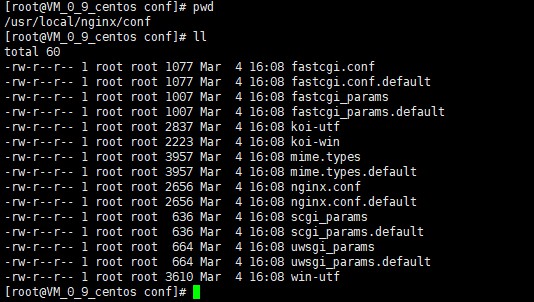 [root@VM_0_9_centos conf]# pwd
/usr/local/nginx/conf
[root@VM_0_9_centos conf]# ll
total 60
-rw-r--r-- 1 root root 1077 Mar  4 16:08 fastcgi.conf
-rw-r--r-- 1 root root 1077 Mar  4 16:08 fastcgi.conf.default
-rw-r--r-- 1 root root 1007 Mar  4 16:08 fastcgi_params
-rw-r--r-- 1 root root 1007 Mar  4 16:08 fastcgi_params.default
-rw-r--r-- 1 root root 2837 Mar  4 16:08 koi-utf
-rw-r--r-- 1 root root 2223 Mar  4 16:08 koi-win
-rw-r--r-- 1 root root 3957 Mar  4 16:08 mime.types
-rw-r--r-- 1 root root 3957 Mar  4 16:08 mime.types.default
-rw-r--r-- 1 root root 2656 Mar  4 16:08 nginx.conf
-rw-r--r-- 1 root root 2656 Mar  4 16:08 nginx.conf.default
-rw-r--r-- 1 root root  636 Mar  4 16:08 scgi_params
-rw-r--r-- 1 root root  636 Mar  4 16:08 scgi_params.default
-rw-r--r-- 1 root root  664 Mar  4 16:08 uwsgi_params
-rw-r--r-- 1 root root  664 Mar  4 16:08 uwsgi_params.default
-rw-r--r-- 1 root root 3610 Mar  4 16:08 win-utf
[root@VM_0_9_centos conf]#